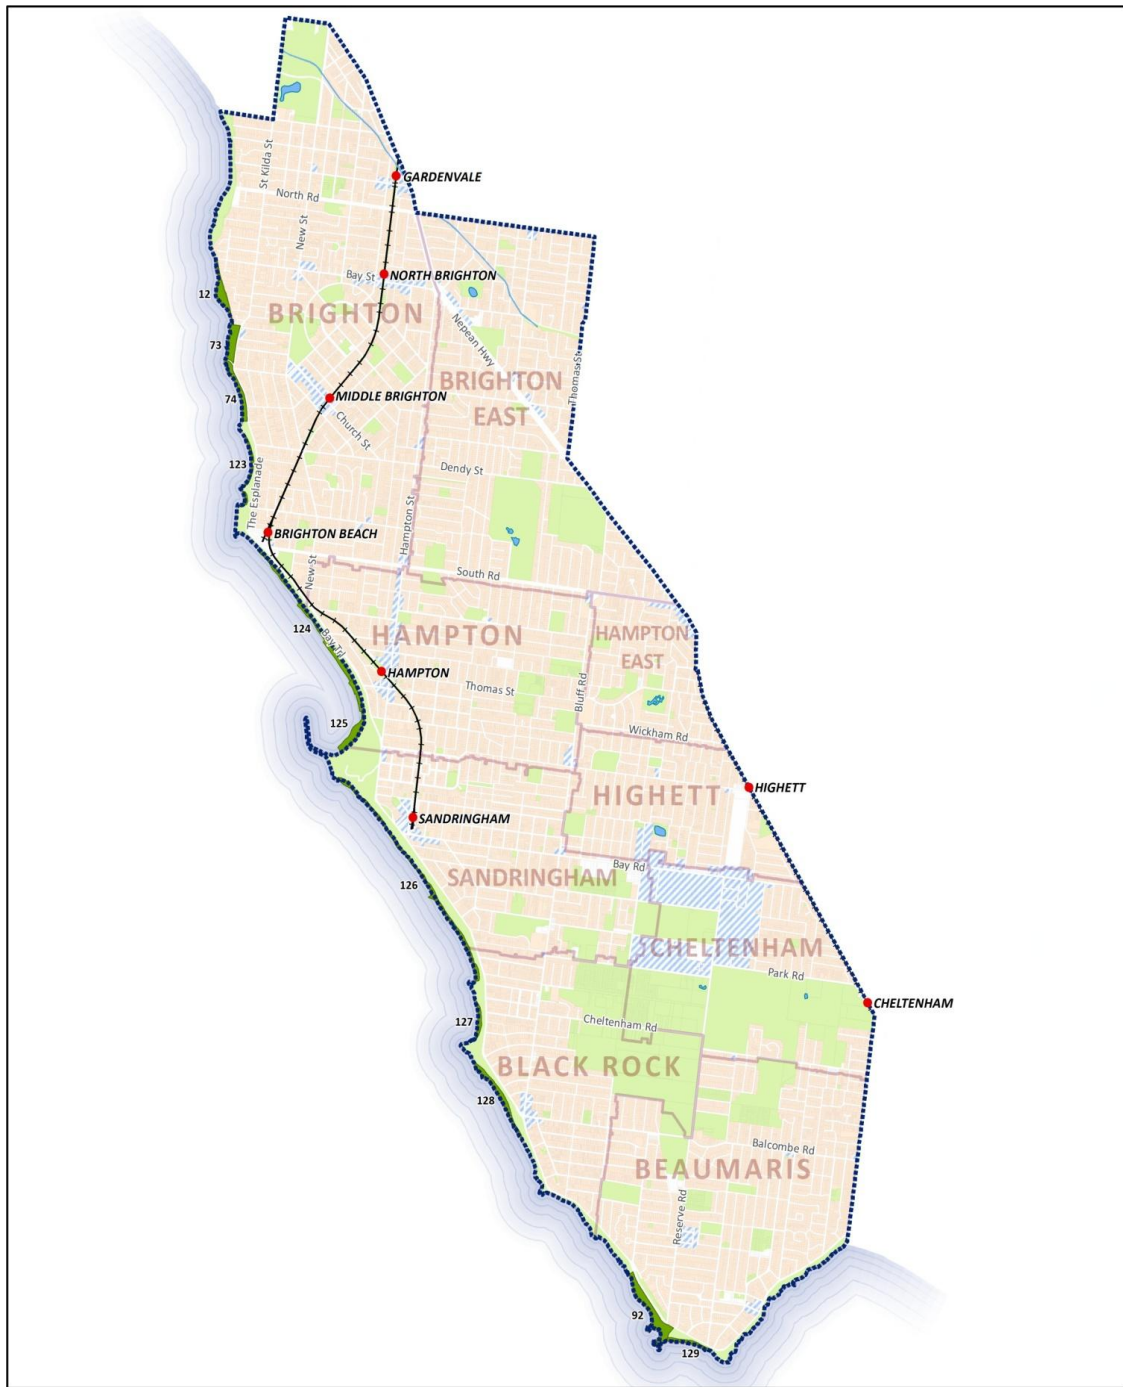 St Kilda St
GARDENVALE
North Rd
New St
Bay St
NORTH BRIGHTON
12
BRIGHTON
Nepean Hwy
73
Thomas St
BRIGHTON
EAST
MIDDLE BRIGHTON
74
Church St
123
Dendy St
The Esplanade
Hampton St
BRIGHTON BEACH
New St
South Rd
124
Bay Trl
HAMPTON
HAMPTON
EAST
HAMPTON
Thomas St
Bluff Rd
125
Wickham Rd
HIGHETT
HIGHETT
SANDRINGHAM
Bay Rd
126
SANDRINGHAM
CHELTENHAM
Park Rd
CHELTENHAM
127
Cheltenham Rd
BLACK ROCK
128
Balcombe Rd
BEAUMARIS
Reserve Rd
92
129